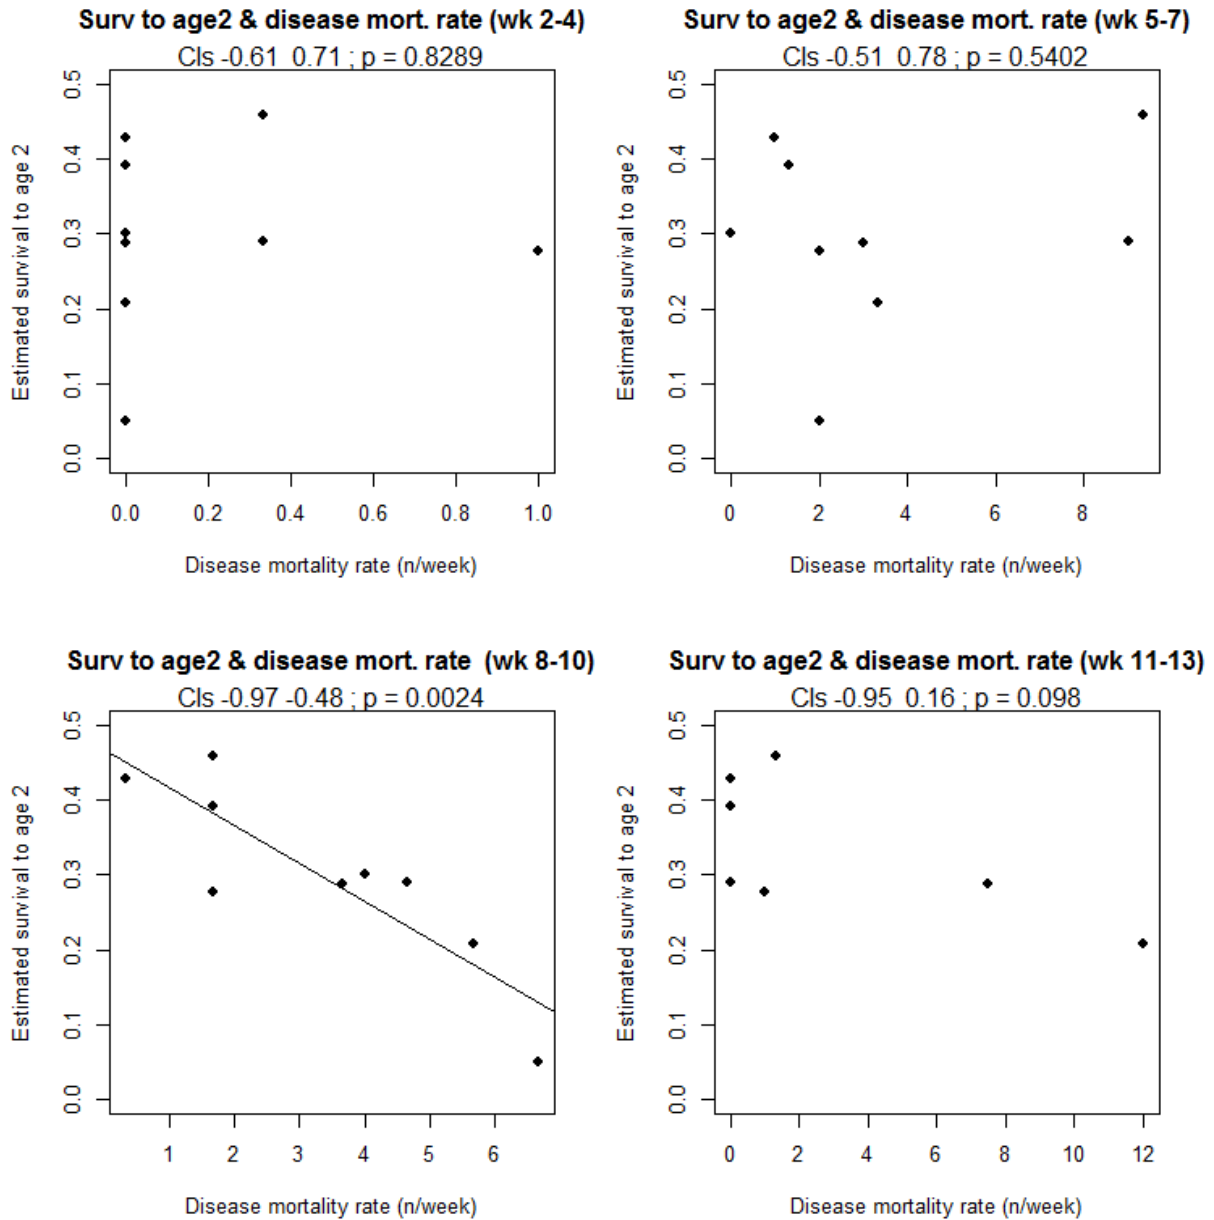 Surv to age2 & disease mort. rate (wk 2-4)
CIs -0.61 0.71 ; p = 0.8289
Estimated survival to age 2
0.5
0.4
0.3
0.2
0.1
0.0
0.0 0.2 0.4 0.6 0.8 1.0
Disease mortality rate (n/week)
Surv to age2 & disease mort. rate (wk 5-7)
CIs -0.51 0.78 ; p = 0.5402
Estimated survival to age 2
0.5
0.4
0.3
0.2
0.1
0.0
0 2 4 6 8
Disease mortality rate (n/week)
Surv to age2 & disease mort. rate (wk 8-10)
CIs -0.97 -0.48 ; p = 0.0024
Estimated survival to age 2
0.5
0.4
0.3
0.2
0.1
0.0
1 2 3 4 5 6
Disease mortality rate (n/week)
Surv to age2 & disease mort. rate (wk 11-13)
CIs -0.95 0.16 ; p = 0.098
Estimated survival to age 2
0.5
0.4
0.3
0.2
0.1
0.0
0 2 4 6 8 10 12
Disease mortality rate (n/week)